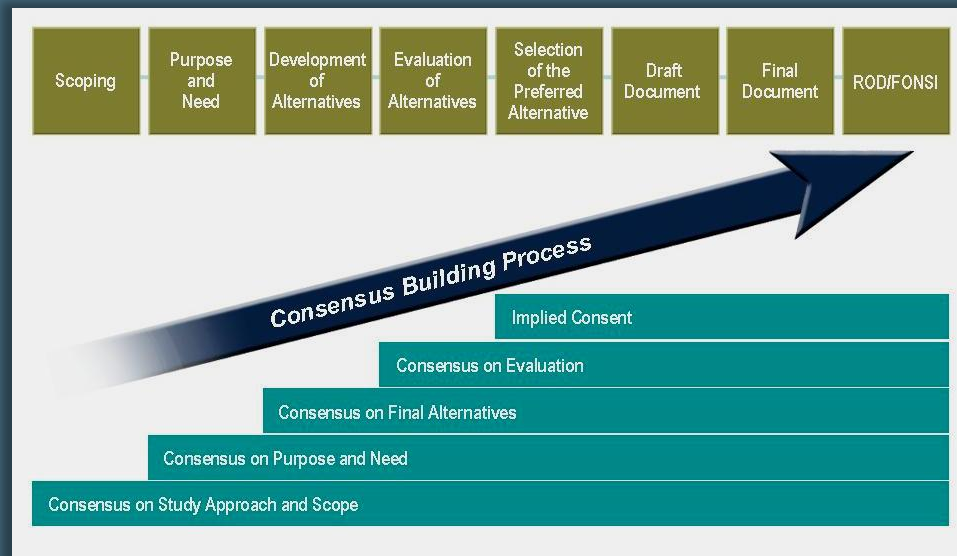 Scoping
Purpose
and
Need
Development
of
Alternatives
Evaluation
of
Alternatives
Selection
of the
Preferred
Alternative
Draft
Document
Final
Document
ROD/FONSI
Consensus Building Process
Implied Consent
Consensus on Evaluation
Consensus on Final Alternatives
Consensus on Purpose and Need
Consensus on Study Approach and Scope